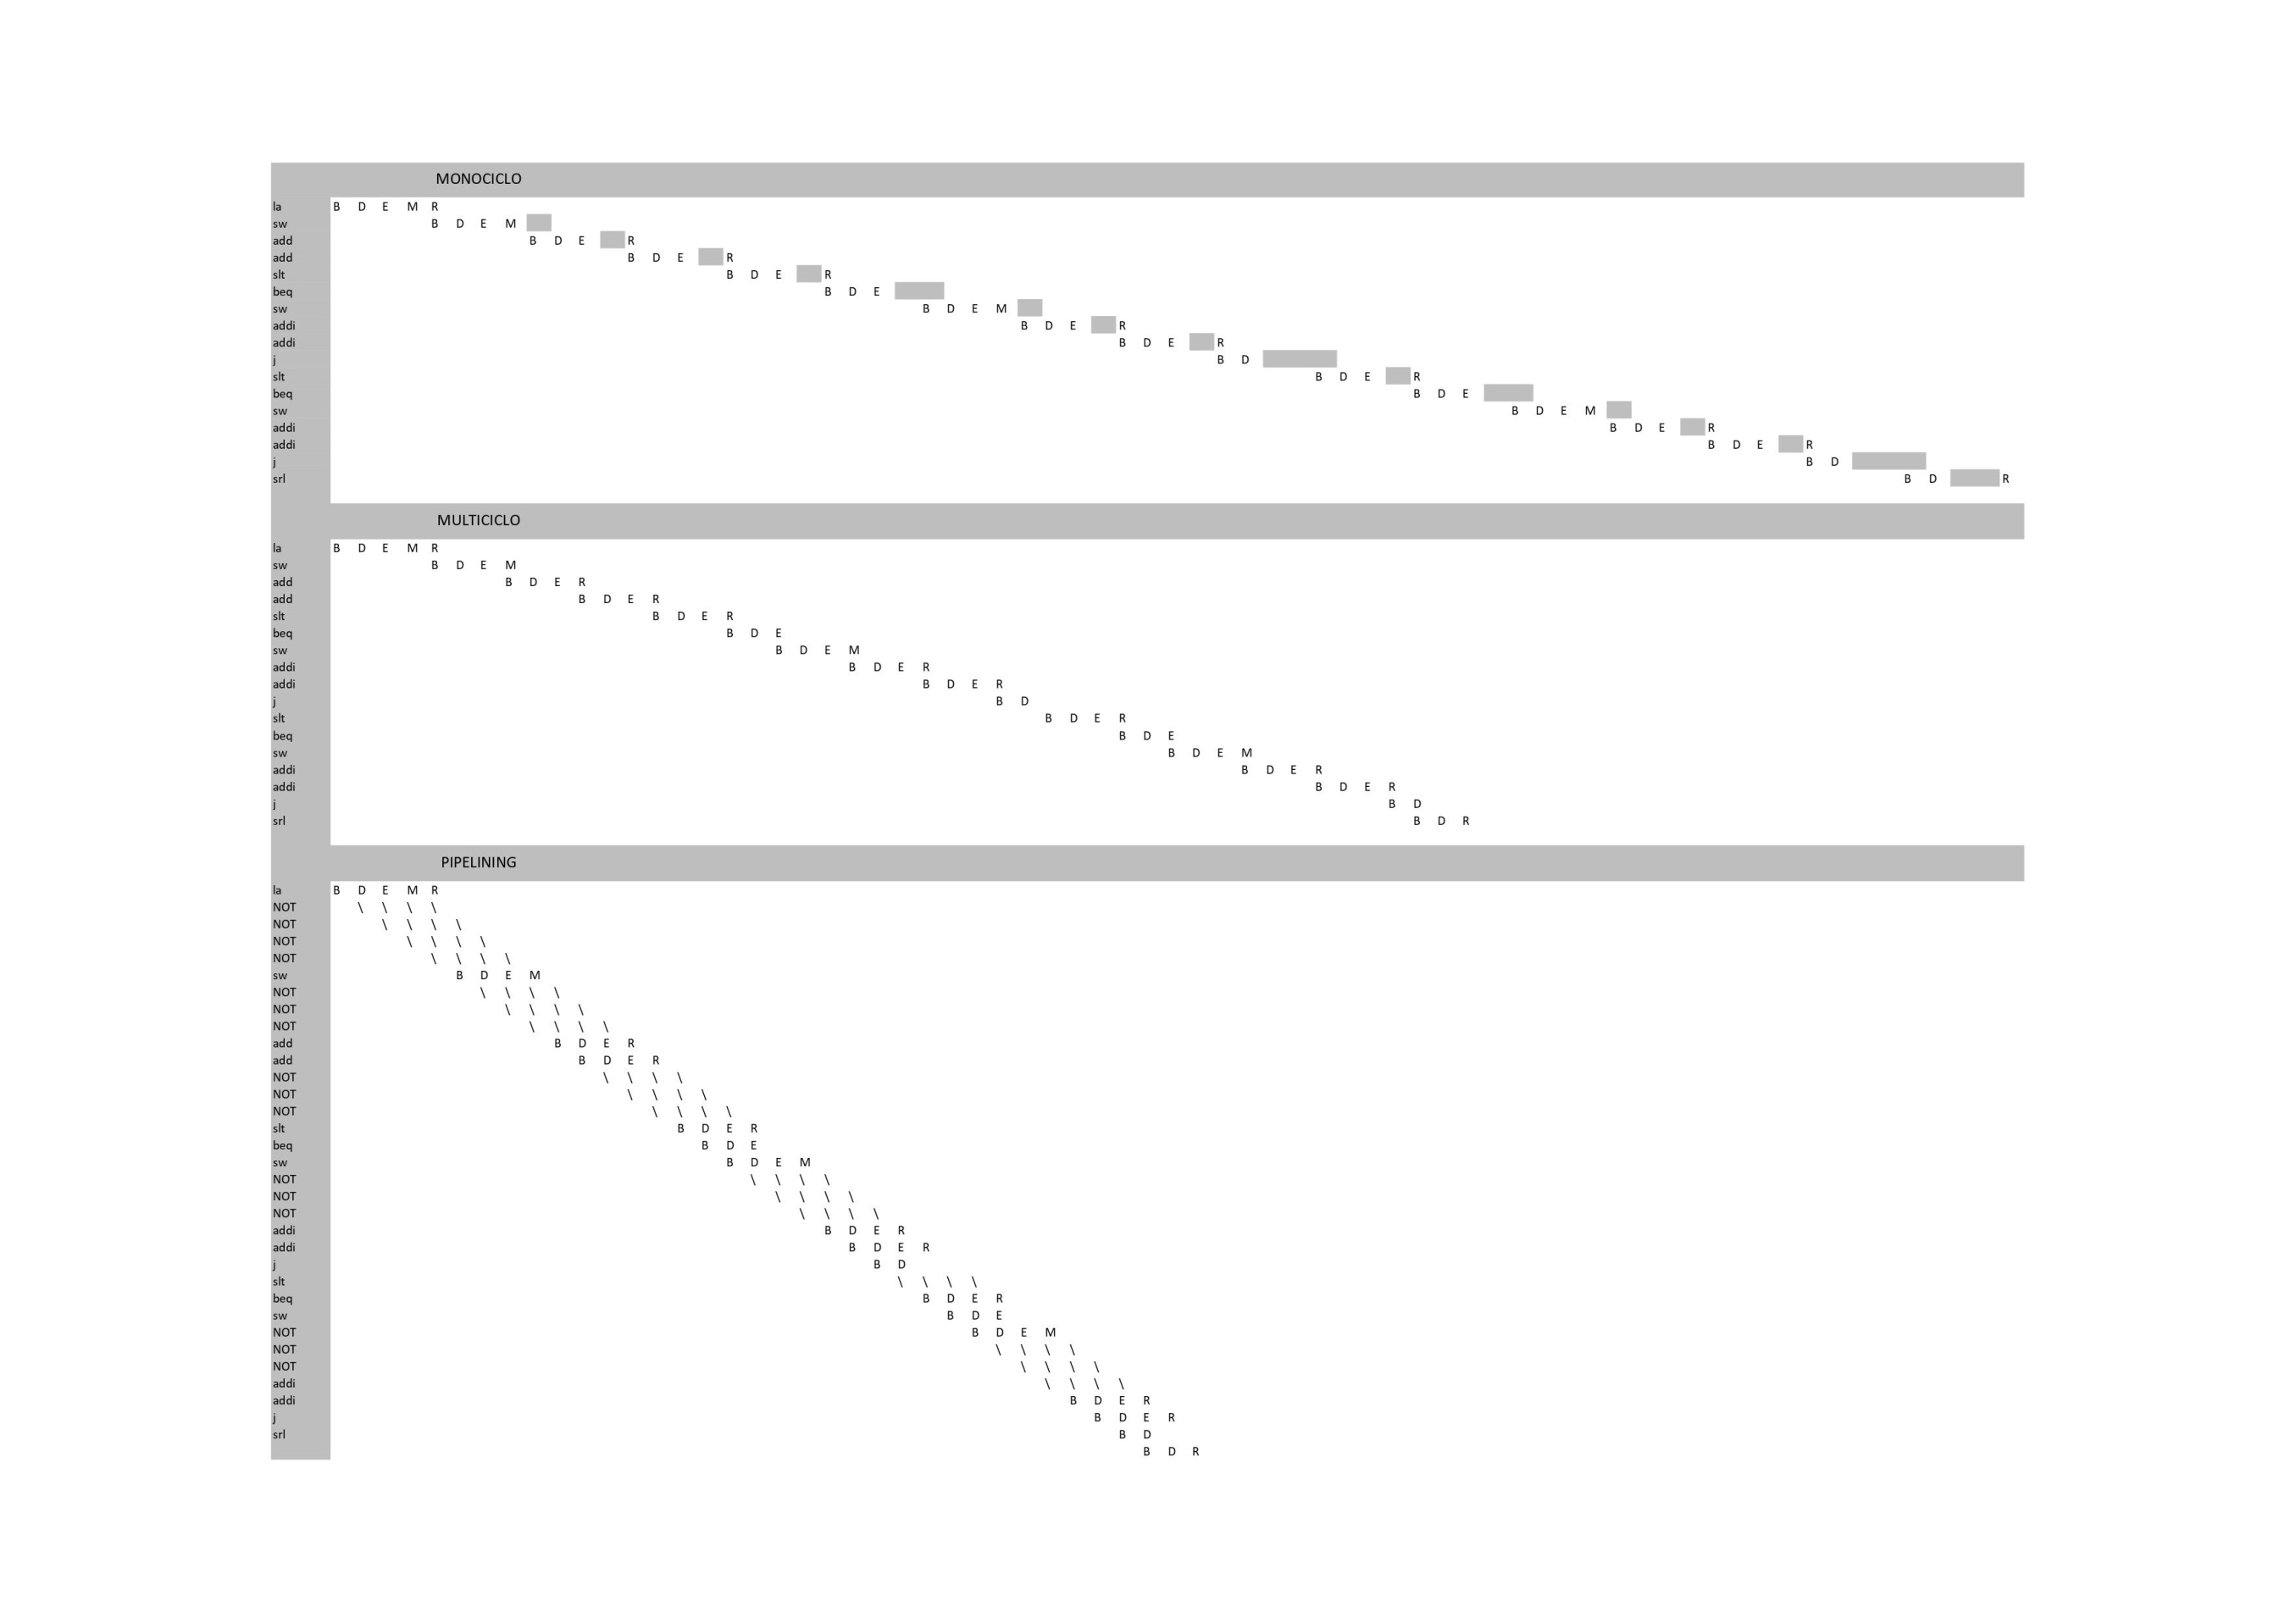 MONOCICLO
la B D E M R
sw B D E M
add B D E R
add B D E R
slt B D E R
beq B D E
sw B D E M
addi B D E R
addi B D E R
j B D
slt B D E R
beq B D E
sw B D E M
addi B D E R
addi B D E R
j B D
srl B D R
MULTICICLO
la B D E M R
sw B D E M
add B D E R
add B D E R
slt B D E R
beq B D E
sw B D E M
addi B D E R
addi B D E R
j B D
slt B D E R
beq B D E
sw B D E M
addi B D E R
addi B D E R
j B D
srl B D R
PIPELINING
la B D E M R
NOT \ \ \ \
NOT \ \ \ \
NOT \ \ \ \
NOT \ \ \ \
sw B D E M
NOT \ \ \ \
NOT \ \ \ \
NOT \ \ \ \
add B D E R
add B D E R
NOT \ \ \ \
NOT \ \ \ \
NOT \ \ \ \
slt B D E R
beq B D E
sw B D E M
NOT \ \ \ \
NOT \ \ \ \
NOT \ \ \ \
addi B D E R
addi B D E R
j B D
slt \ \ \ \
beq B D E R
sw B D E
NOT B D E M
NOT \ \ \ \
NOT \ \ \ \
addi \ \ \ \
addi B D E R
j B D E R
srl B D
B D R